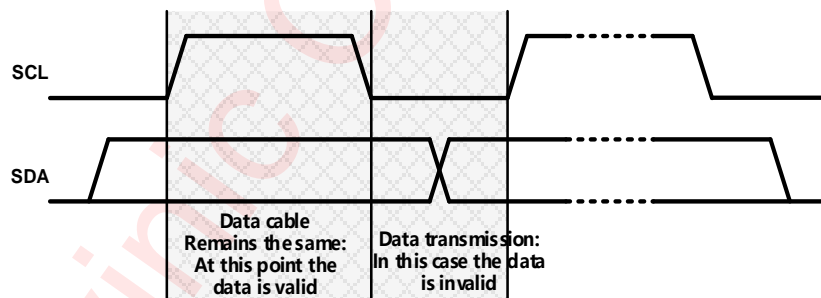 SCL
SDA
Data cable
Remains the same:
At this point the
data is valid
Data transmission:
In this case the data
is invalid